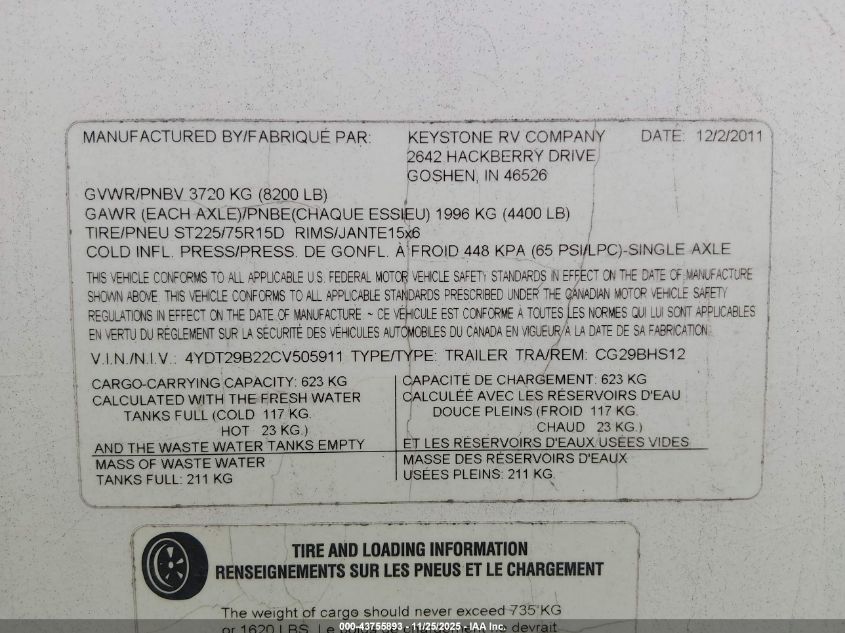 MANUFACTURED BY/FABRIQUÉ PAR: KEYSTONE RV COMPANY DATE: 12/2/2011
2642 HACKBERRY DRIVE
GOSHEN, IN 46526
GVWR/PNBV 3720 KG (8200 LB)
GAWR (EACH AXLE)/PNBE(CHAQUE ESSIEU) 1996 KG (4400 LB)
TIRE/PNEU ST225/75R15D RIMS/JANTE15x6
COLD INFL. PRESS/PRESS. DE GONFL. À FROID 448 KPA (65 PSI/LPC)-SINGLE AXLE
THIS VEHICLE CONFORMS TO ALL APPLICABLE U.S. FEDERAL MOTOR VEHICLE SAFETY STANDARDS IN EFFECT ON THE DATE OF MANUFACTURE
SHOWN ABOVE. THIS VEHICLE CONFORMS TO ALL APPLICABLE STANDARDS PRESCRIBED UNDER THE CANADIAN MOTOR VEHICLE SAFETY
REGULATIONS IN EFFECT ON THE DATE OF MANUFACTURE ~ CE VÉHICULE EST CONFORME À TOUTES LES NORMES QUI LUI SONT APPLICABLES
EN VERTU DU RÈGLEMENT SUR LA SÉCURITÉ DES VÉHICULES AUTOMOBILES DU CANADA EN VIGUEUR À LA DATE DE SA FABRICATION.
V.I.N./N.I.V.: 4YDT29B22CV505911 TYPE/TYPE: TRAILER TRA/REM: CG29BHS12
CARGO-CARRYING CAPACITY: 623 KG
CALCULATED WITH THE FRESH WATER
TANKS FULL (COLD 117 KG.
HOT 23 KG.)
AND THE WASTE WATER TANKS EMPTY
MASS OF WASTE WATER
TANKS FULL: 211 KG
CAPACITÉ DE CHARGEMENT: 623 KG
CALCULÉE AVEC LES RÉSERVOIRS D'EAU
DOUCE PLEINS (FROID 117 KG.
CHAUD 23 KG.)
ET LES RÉSERVOIRS D'EAUX USÉES VIDES
MASSE DES RÉSERVOIRS D'EAUX
USÉES PLEINS: 211 KG.
TIRE AND LOADING INFORMATION
RENSEIGNEMENTS SUR LES PNEUS ET LE CHARGEMENT
The weight of cargo should never exceed 735 KG
or 1620 LBS. Le poids de chargement ne devrait
000-43755893 - 11/25/2025 - IAA Inc.